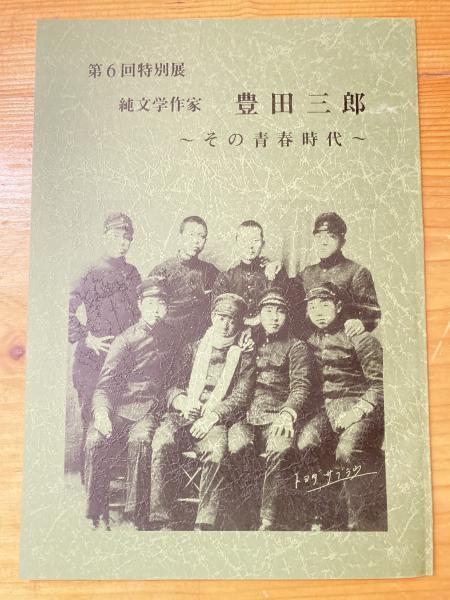 第6回特別展
純文学作家 豊田三郎
~その青春時代~
トヨダサブラウ